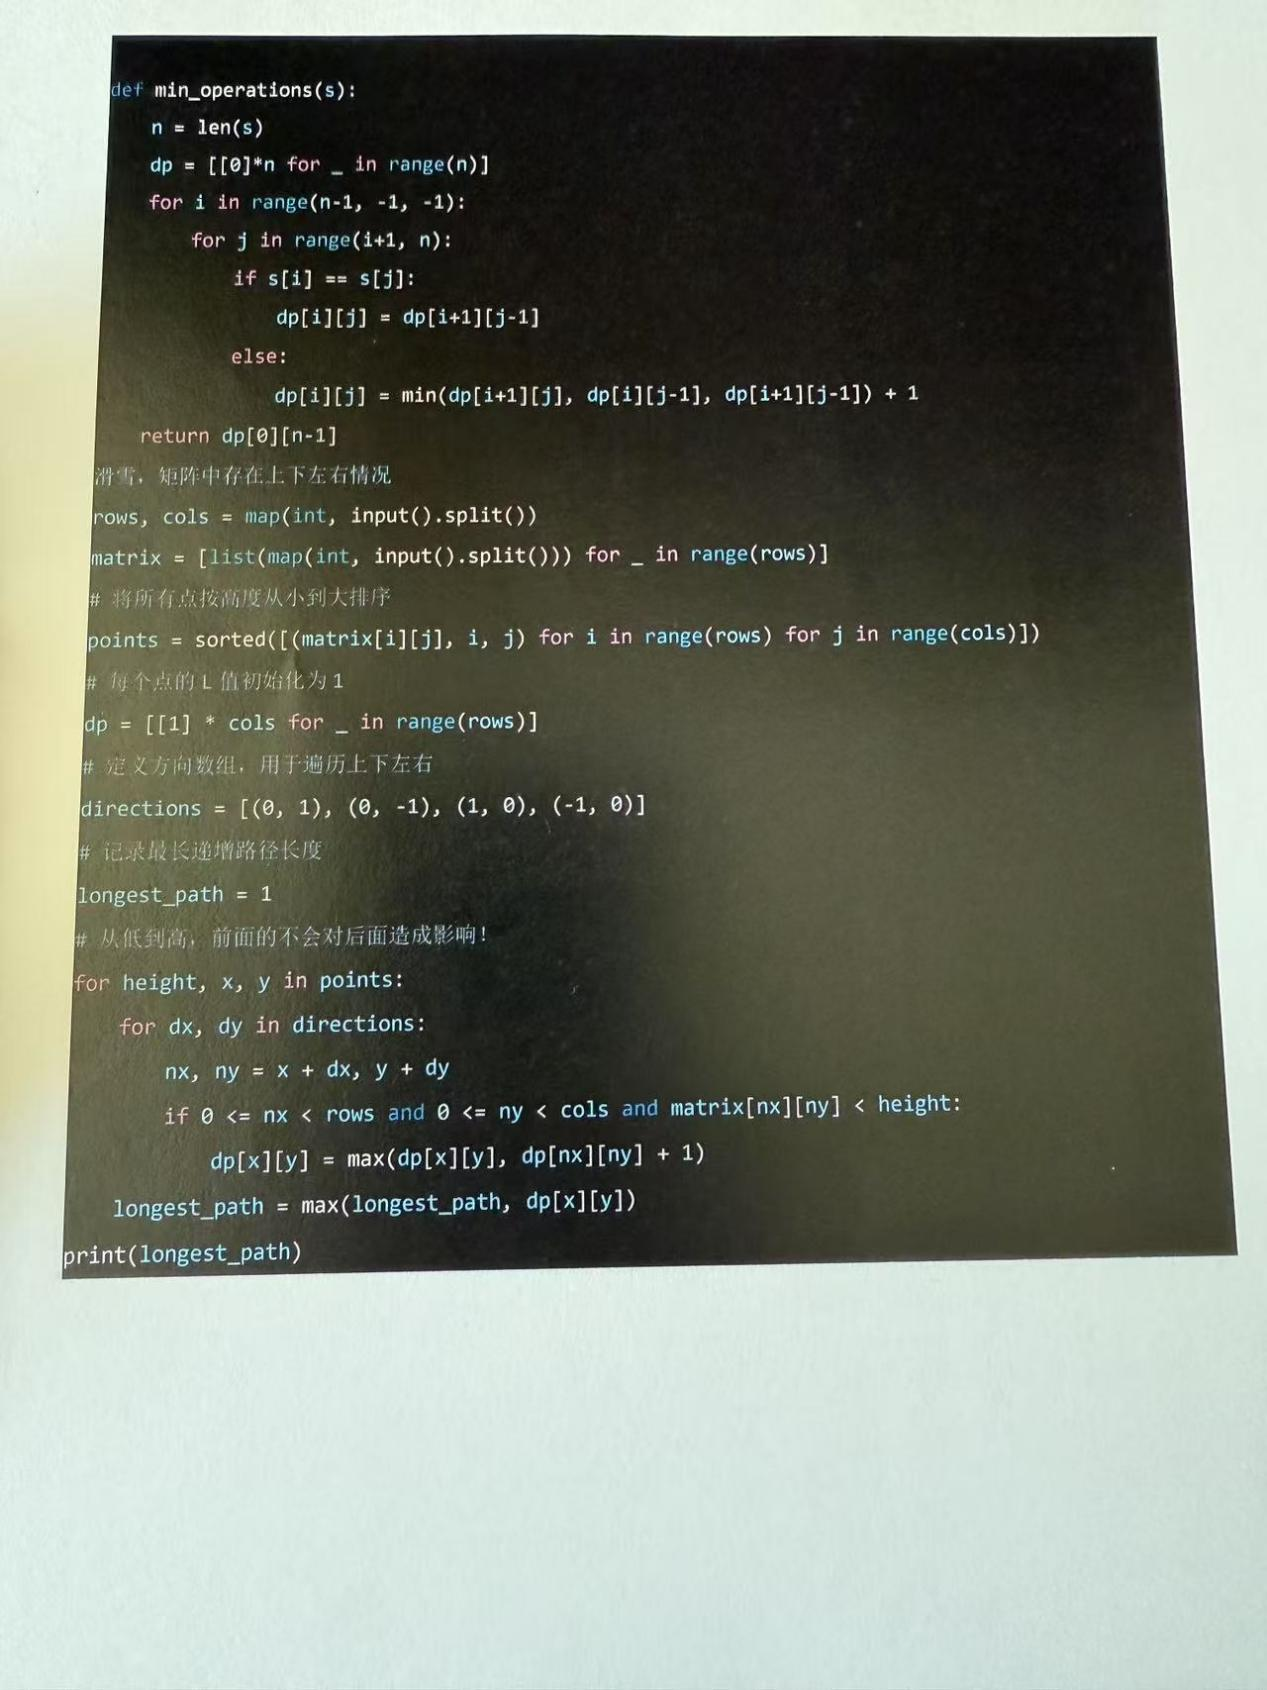 def min_operations(s):
    n = len(s)
    dp = [[0]*n for _ in range(n)]
    for i in range(n-1, -1, -1):
        for j in range(i+1, n):
            if s[i] == s[j]:
                dp[i][j] = dp[i+1][j-1]
            else:
                dp[i][j] = min(dp[i+1][j], dp[i][j-1], dp[i+1][j-1]) + 1
    return dp[0][n-1]
滑雪，矩阵中存在上下左右情况
rows, cols = map(int, input().split())
matrix = [list(map(int, input().split())) for _ in range(rows)]
# 将所有点按高度从小到大排序
points = sorted([(matrix[i][j], i, j) for i in range(rows) for j in range(cols)])
# 每个点的 L 值初始化为 1
dp = [[1] * cols for _ in range(rows)]
# 定义方向数组，用于遍历上下左右
directions = [(0, 1), (0, -1), (1, 0), (-1, 0)]
# 记录最长递增路径长度
longest_path = 1
# 从低到高，前面的不会对后面造成影响！
for height, x, y in points:
    for dx, dy in directions:
        nx, ny = x + dx, y + dy
        if 0 <= nx < rows and 0 <= ny < cols and matrix[nx][ny] < height:
            dp[x][y] = max(dp[x][y], dp[nx][ny] + 1)
    longest_path = max(longest_path, dp[x][y])
print(longest_path)